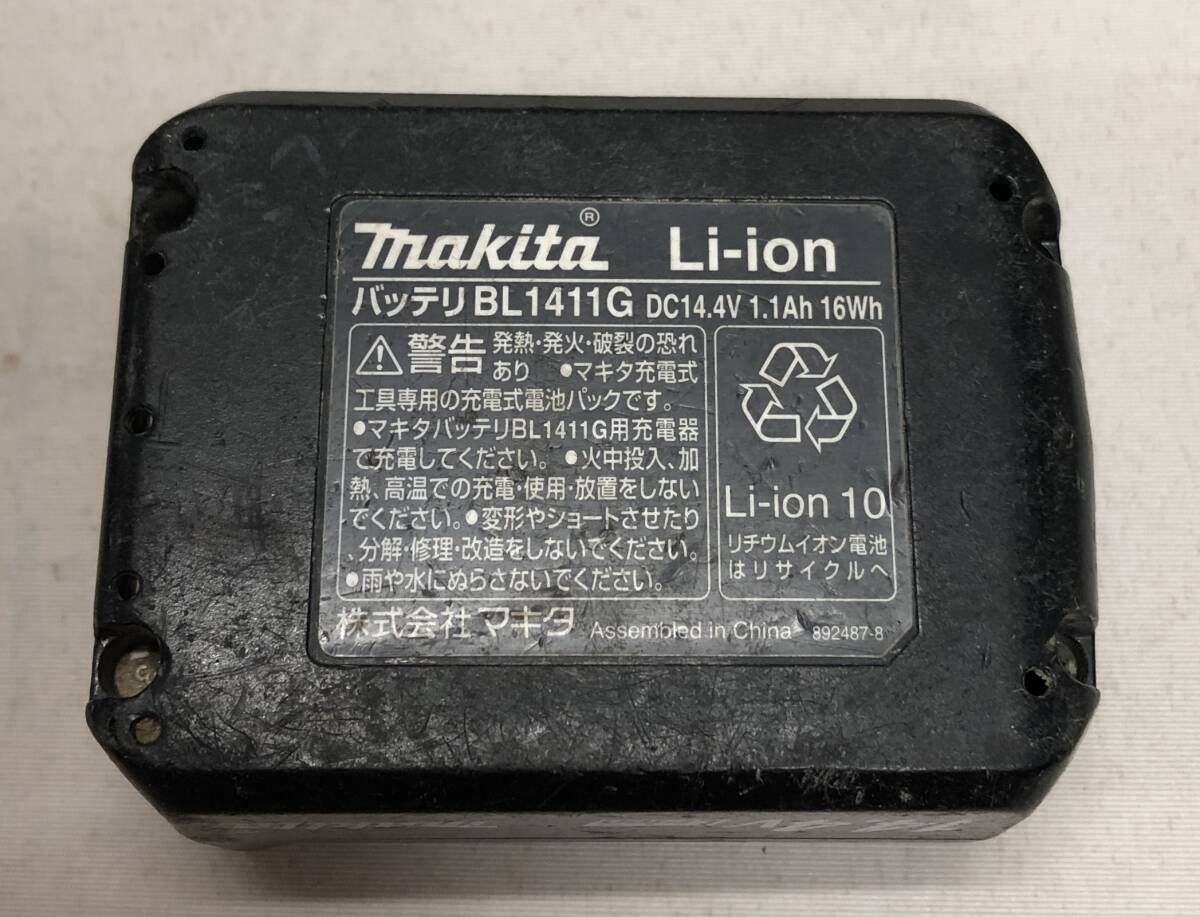 makita® Li-ion
バッテリBL1411G DC14.4V 1.1Ah 16Wh
警告 発熱・発火・破裂の恐れ
あり ●マキタ充電式
工具専用の充電式電池パックです。
●マキタバッテリBL1411G用充電器
で充電してください。 ●火中投入、加
熱、高温での充電・使用・放置をしない
でください。●変形やショートさせたり
、分解・修理・改造をしないでください。
●雨や水にぬらさないでください。
Li-ion 10
リチウムイオン電池
はリサイクルへ
株式会社マキタ Assembled in China 892487-8
G